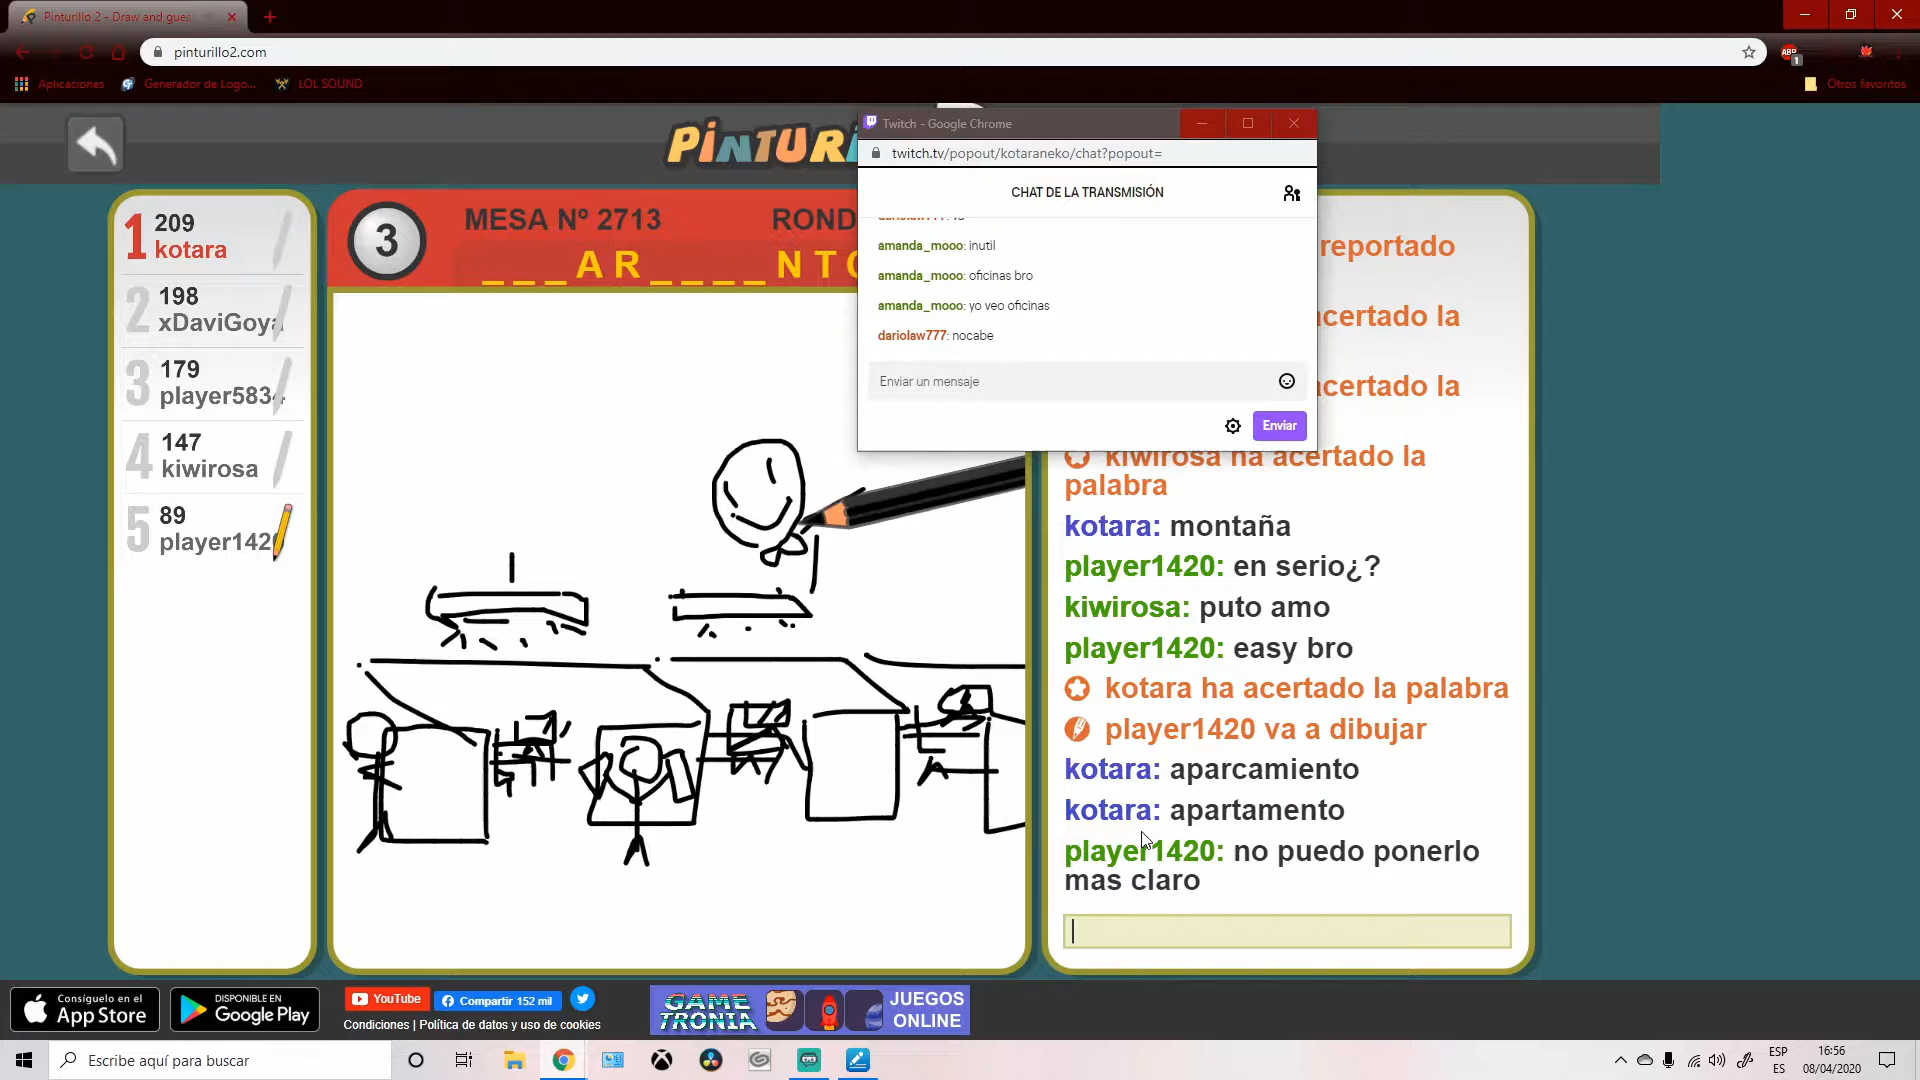 Pinturillo 2 - Draw and gues
pinturillo2.com
ABP
1
Aplicaciones
Generador de Logo...
LOL SOUND
Otros favoritos
PiNTURi
Twitch - Google Chrome
twitch.tv/popout/kotaraneko/chat?popout=
CHAT DE LA TRANSMISIÓN
amanda_mooo: inutil
amanda_mooo: oficinas bro
amanda_mooo: yo veo oficinas
dariolaw777: nocabe
Enviar un mensaje
Enviar
1 209
kotara
2 198
xDaviGoya
3 179
player5834
4 147
kiwirosa
5 89
player1420
3
MESA Nº 2713
ROND
_ _ _ A R _ _ _ _ N T O
reportado
acertado la
acertado la
kiwirosa ha acertado la
palabra
kotara: montaña
player1420: en serio¿?
kiwirosa: puto amo
player1420: easy bro
kotara ha acertado la palabra
player1420 va a dibujar
kotara: aparcamiento
kotara: apartamento
player1420: no puedo ponerlo
mas claro
Consíguelo en el
App Store
DISPONIBLE EN
Google Play
YouTube
Compartir 152 mil
Condiciones | Política de datos y uso de cookies
GAME
TRONIA
JUEGOS
ONLINE
Escribe aquí para buscar
ESP
ES
16:56
08/04/2020